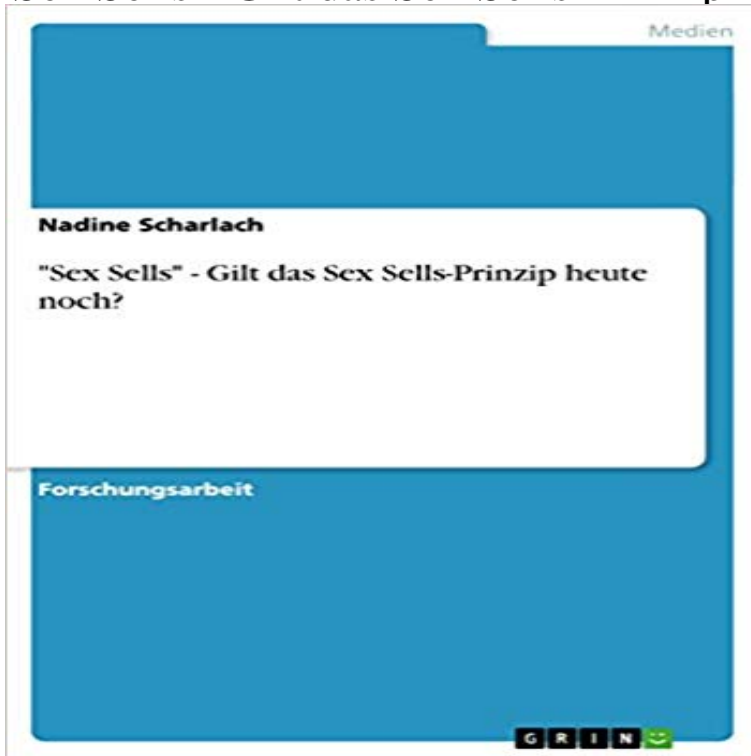 Medien
Nadine Scharlach
"Sex Sells" - Gilt das Sex Sells-Prinzip heute
noch?
Forschungsarbeit
GRIN